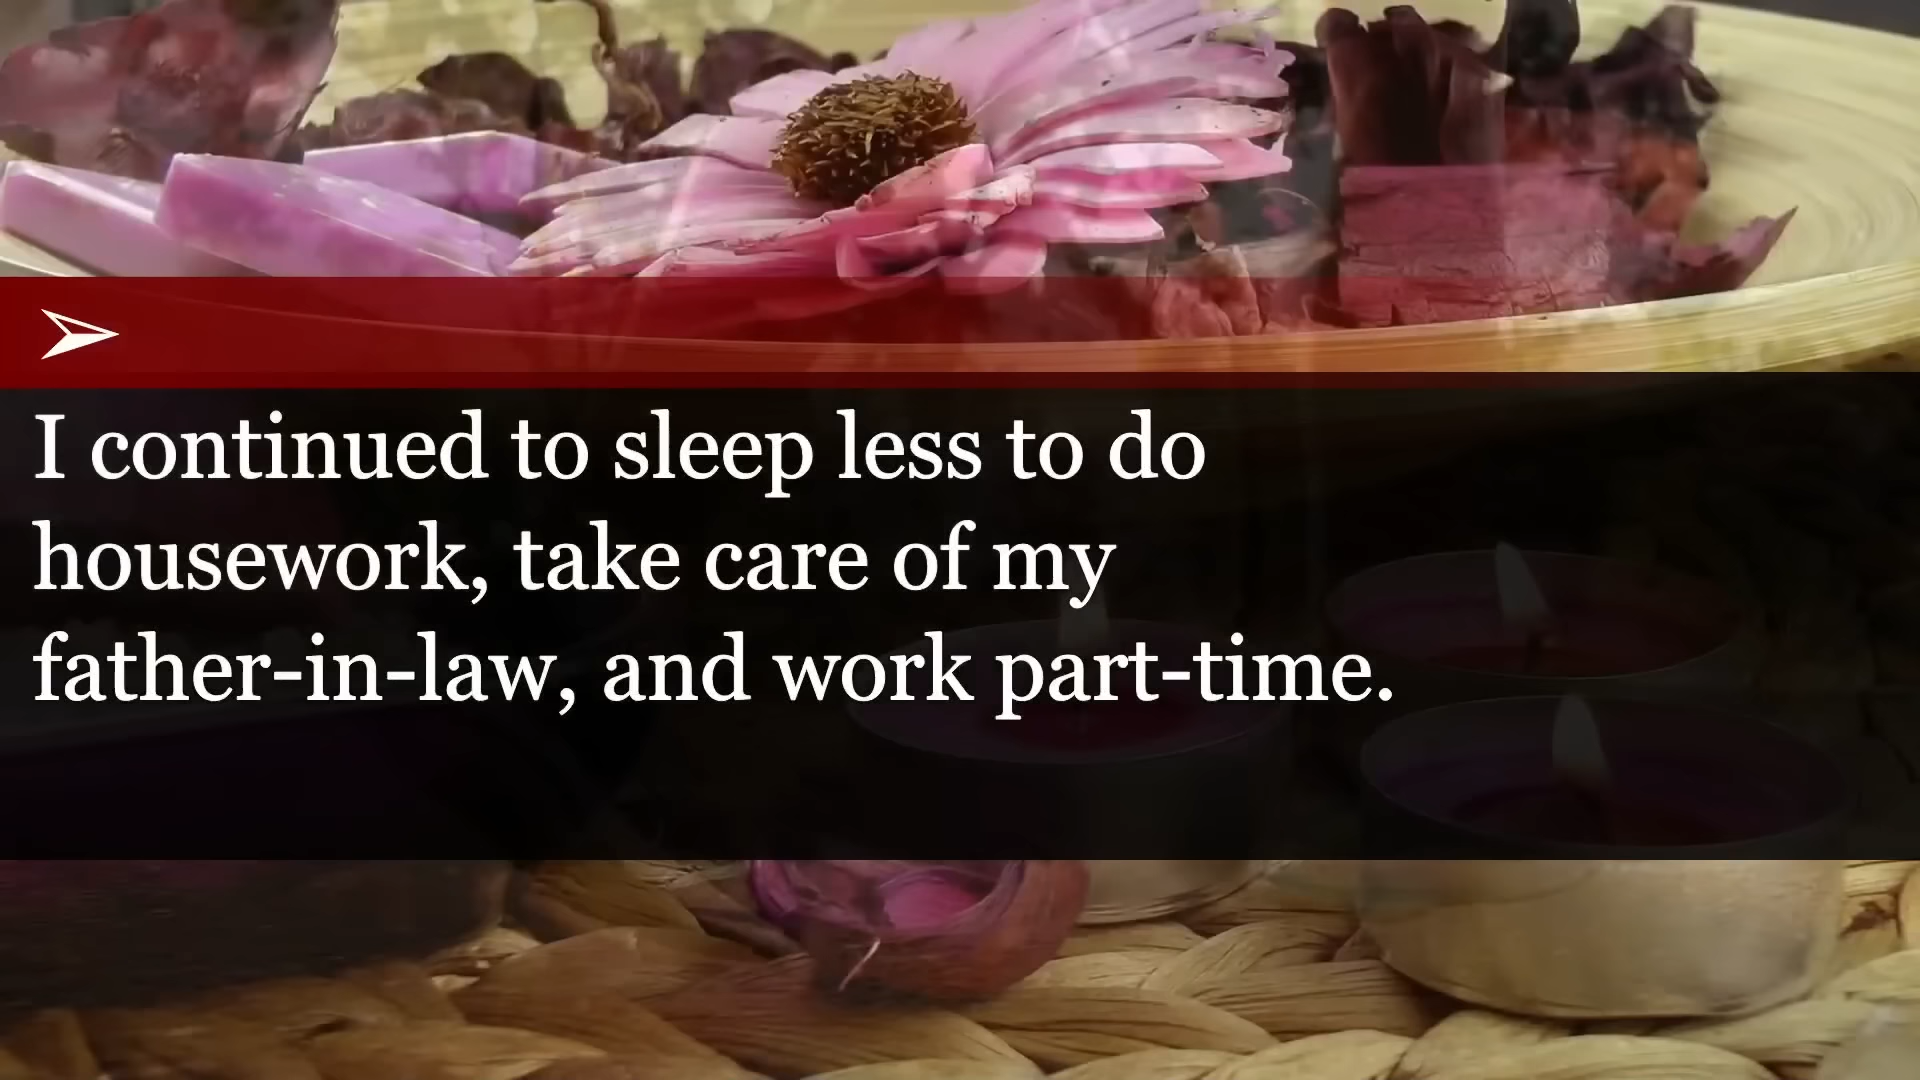 I continued to sleep less to do
housework, take care of my
father-in-law, and work part-time.